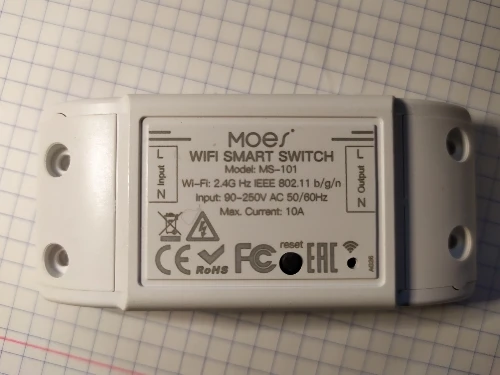 MOES
WIFI SMART SWITCH
Model: MS-101
Wi-Fi: 2.4G Hz IEEE 802.11 b/g/n
Input: 90-250V AC 50/60Hz
Max. Current: 10A
L
Input
N
L
Output
N
CE
RoHS
FC
reset
EAC